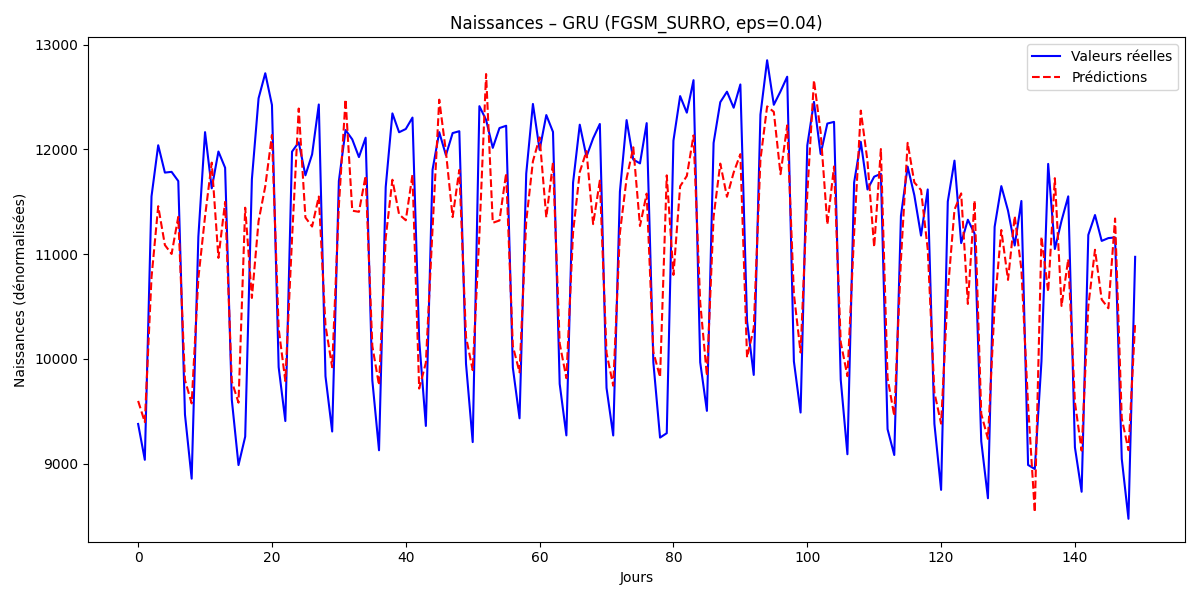 Naissances – GRU (FGSM_SURRO, eps=0.04)
Valeurs réelles
Prédictions
Naissances (dénormalisées)
13000
12000
11000
10000
9000
0 20 40 60 80 100 120 140
Jours